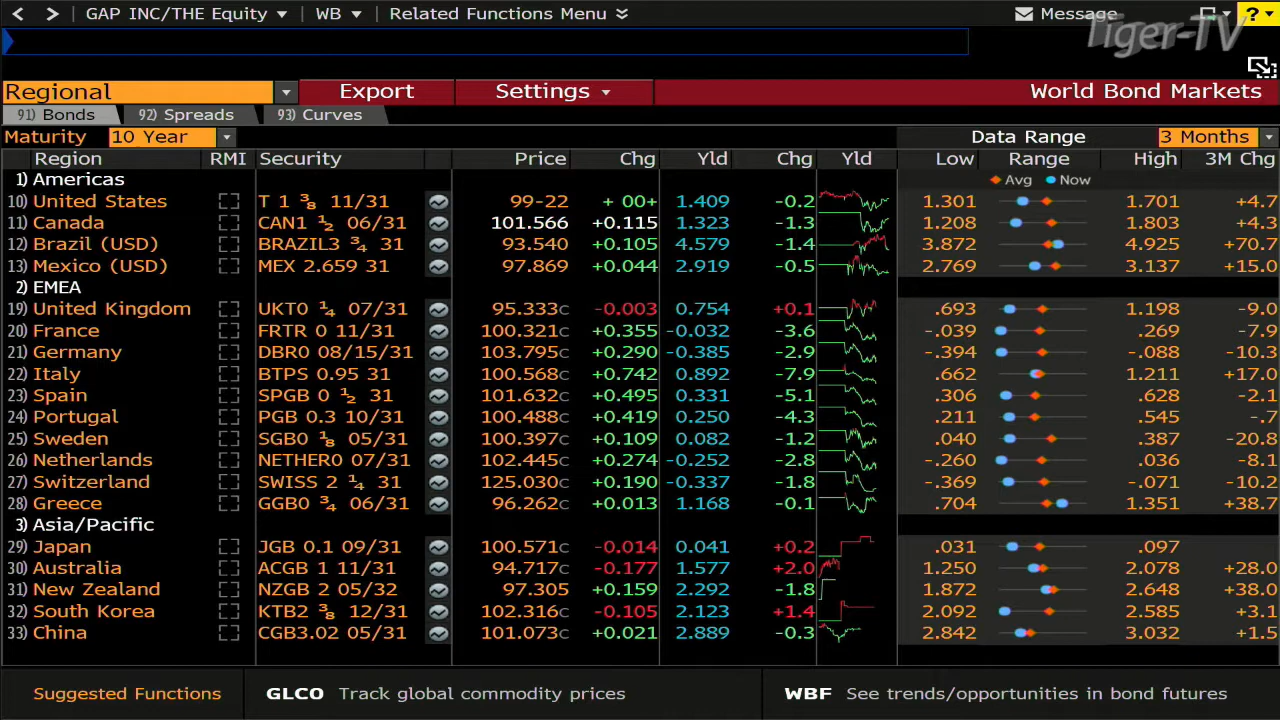 GAP INC/THE Equity WB Related Functions Menu Message ?
Tiger-TV
Regional Export Settings World Bond Markets
91) Bonds 92) Spreads 93) Curves
Maturity 10 Year Data Range 3 Months
Region RMI Security Price Chg Yld Chg Yld Low Range High 3M Chg
1) Americas Avg Now
10) United States T 1 ³⁄₈ 11/31 99-22 + 00+ 1.409 -0.2 1.301 1.701 +4.7
11) Canada CAN1 ½ 06/31 101.566 +0.115 1.323 -1.3 1.208 1.803 +4.3
12) Brazil (USD) BRAZIL3 ¾ 31 93.540 +0.105 4.579 -1.4 3.872 4.925 +70.7
13) Mexico (USD) MEX 2.659 31 97.869 +0.044 2.919 -0.5 2.769 3.137 +15.0
2) EMEA
19) United Kingdom UKT0 ¼ 07/31 95.333c -0.003 0.754 +0.1 .693 1.198 -9.0
20) France FRTR 0 11/31 100.321c +0.355 -0.032 -3.6 -.039 .269 -7.9
21) Germany DBR0 08/15/31 103.795c +0.290 -0.385 -2.9 -.394 -.088 -10.3
22) Italy BTPS 0.95 31 100.568c +0.742 0.892 -7.9 .662 1.211 +17.0
23) Spain SPGB 0 ½ 31 101.632c +0.495 0.331 -5.1 .306 .628 -2.1
24) Portugal PGB 0.3 10/31 100.488c +0.419 0.250 -4.3 .211 .545 -.7
25) Sweden SGB0 ⅛ 05/31 100.397c +0.109 0.082 -1.2 .040 .387 -20.8
26) Netherlands NETHER0 07/31 102.445c +0.274 -0.252 -2.8 -.260 .036 -8.1
27) Switzerland SWISS 2 ¼ 31 125.030c +0.190 -0.337 -1.8 -.369 -.071 -10.2
28) Greece GGB0 ¾ 06/31 96.262c +0.013 1.168 -0.1 .704 1.351 +38.7
3) Asia/Pacific
29) Japan JGB 0.1 09/31 100.571c -0.014 0.041 +0.2 .031 .097
30) Australia ACGB 1 11/31 94.717c -0.177 1.577 +2.0 1.250 2.078 +28.0
31) New Zealand NZGB 2 05/32 97.305 +0.159 2.292 -1.8 1.872 2.648 +38.0
32) South Korea KTB2 ³⁄₈ 12/31 102.316c -0.105 2.123 +1.4 2.092 2.585 +3.1
33) China CGB3.02 05/31 101.073c +0.021 2.889 -0.3 2.842 3.032 +1.5
Suggested Functions GLCO Track global commodity prices WBF See trends/opportunities in bond futures